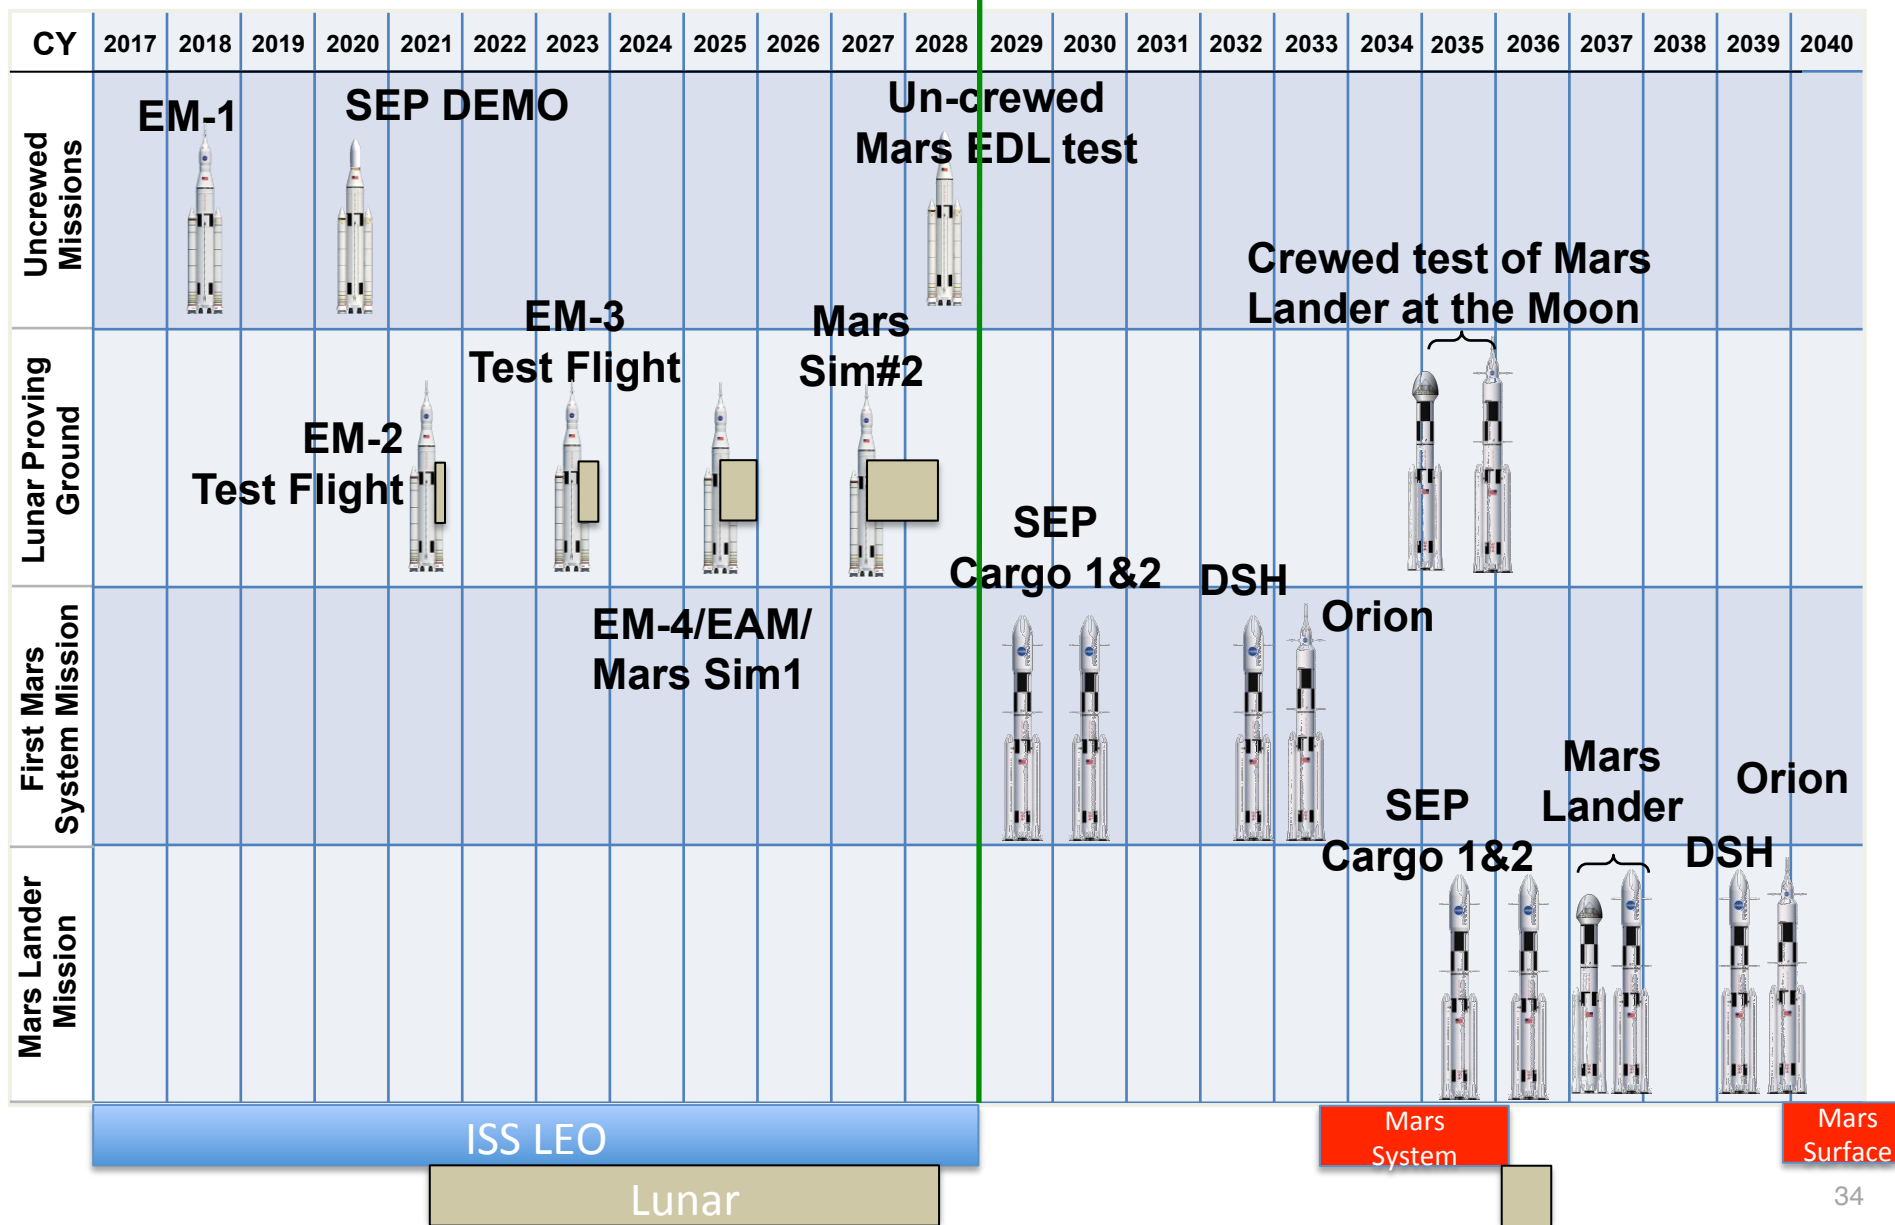 CY 2017 2018 2019 2020 2021 2022 2023 2024 2025 2026 2027 2028 2029 2030 2031 2032 2033 2034 2035 2036 2037 2038 2039 2040
Uncrewed
Missions
EM-1
SEP DEMO
Un-crewed
Mars EDL test
Crewed test of Mars
Lander at the Moon
Lunar Proving
Ground
EM-2
Test Flight
EM-3
Test Flight
Mars
Sim#2
First Mars
System Mission
EM-4/EAM/
Mars Sim1
SEP
Cargo 1&2
DSH
Orion
Mars Lander
Mission
SEP
Cargo 1&2
Mars
Lander
DSH
Orion
ISS LEO
Lunar
Mars
System
Mars
Surface
34